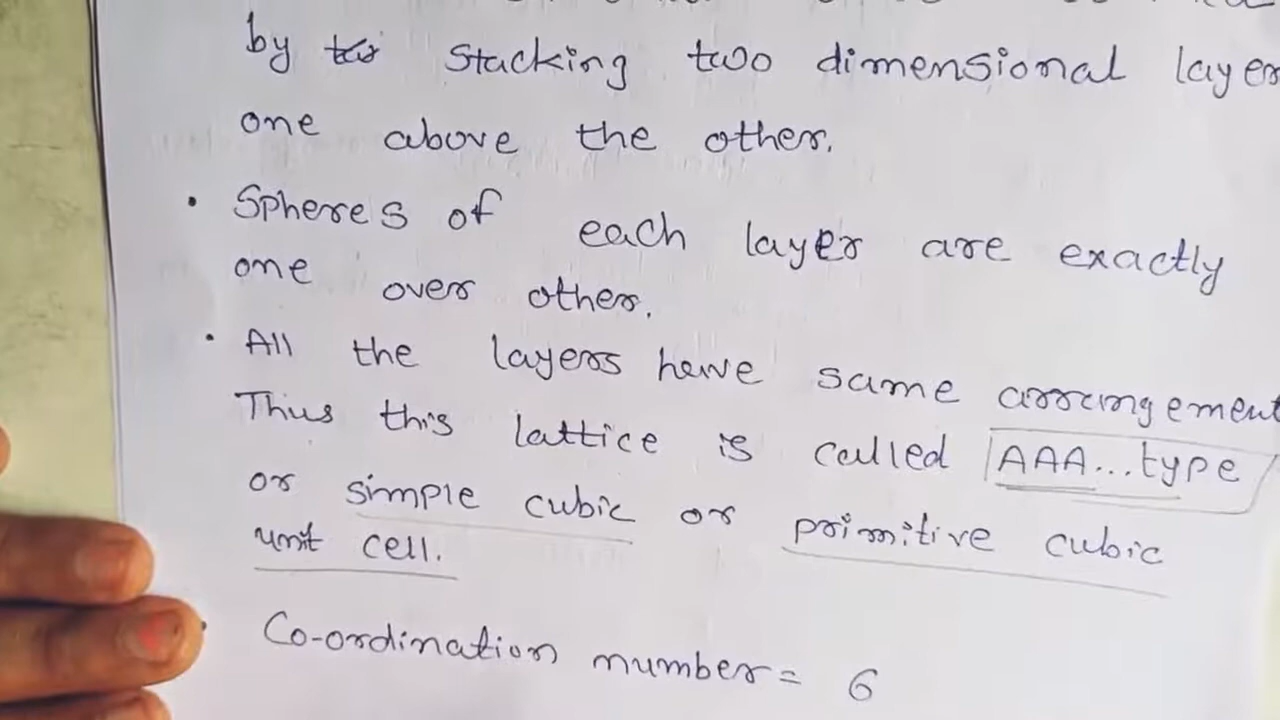 by stacking two dimensional layer
one above the other.
• Spheres of each layer are exactly
one over other.
• All the layers have same arrangement
Thus this lattice is called AAA...type
or simple cubic or primitive cubic
unit cell.
• Co-ordination number = 6